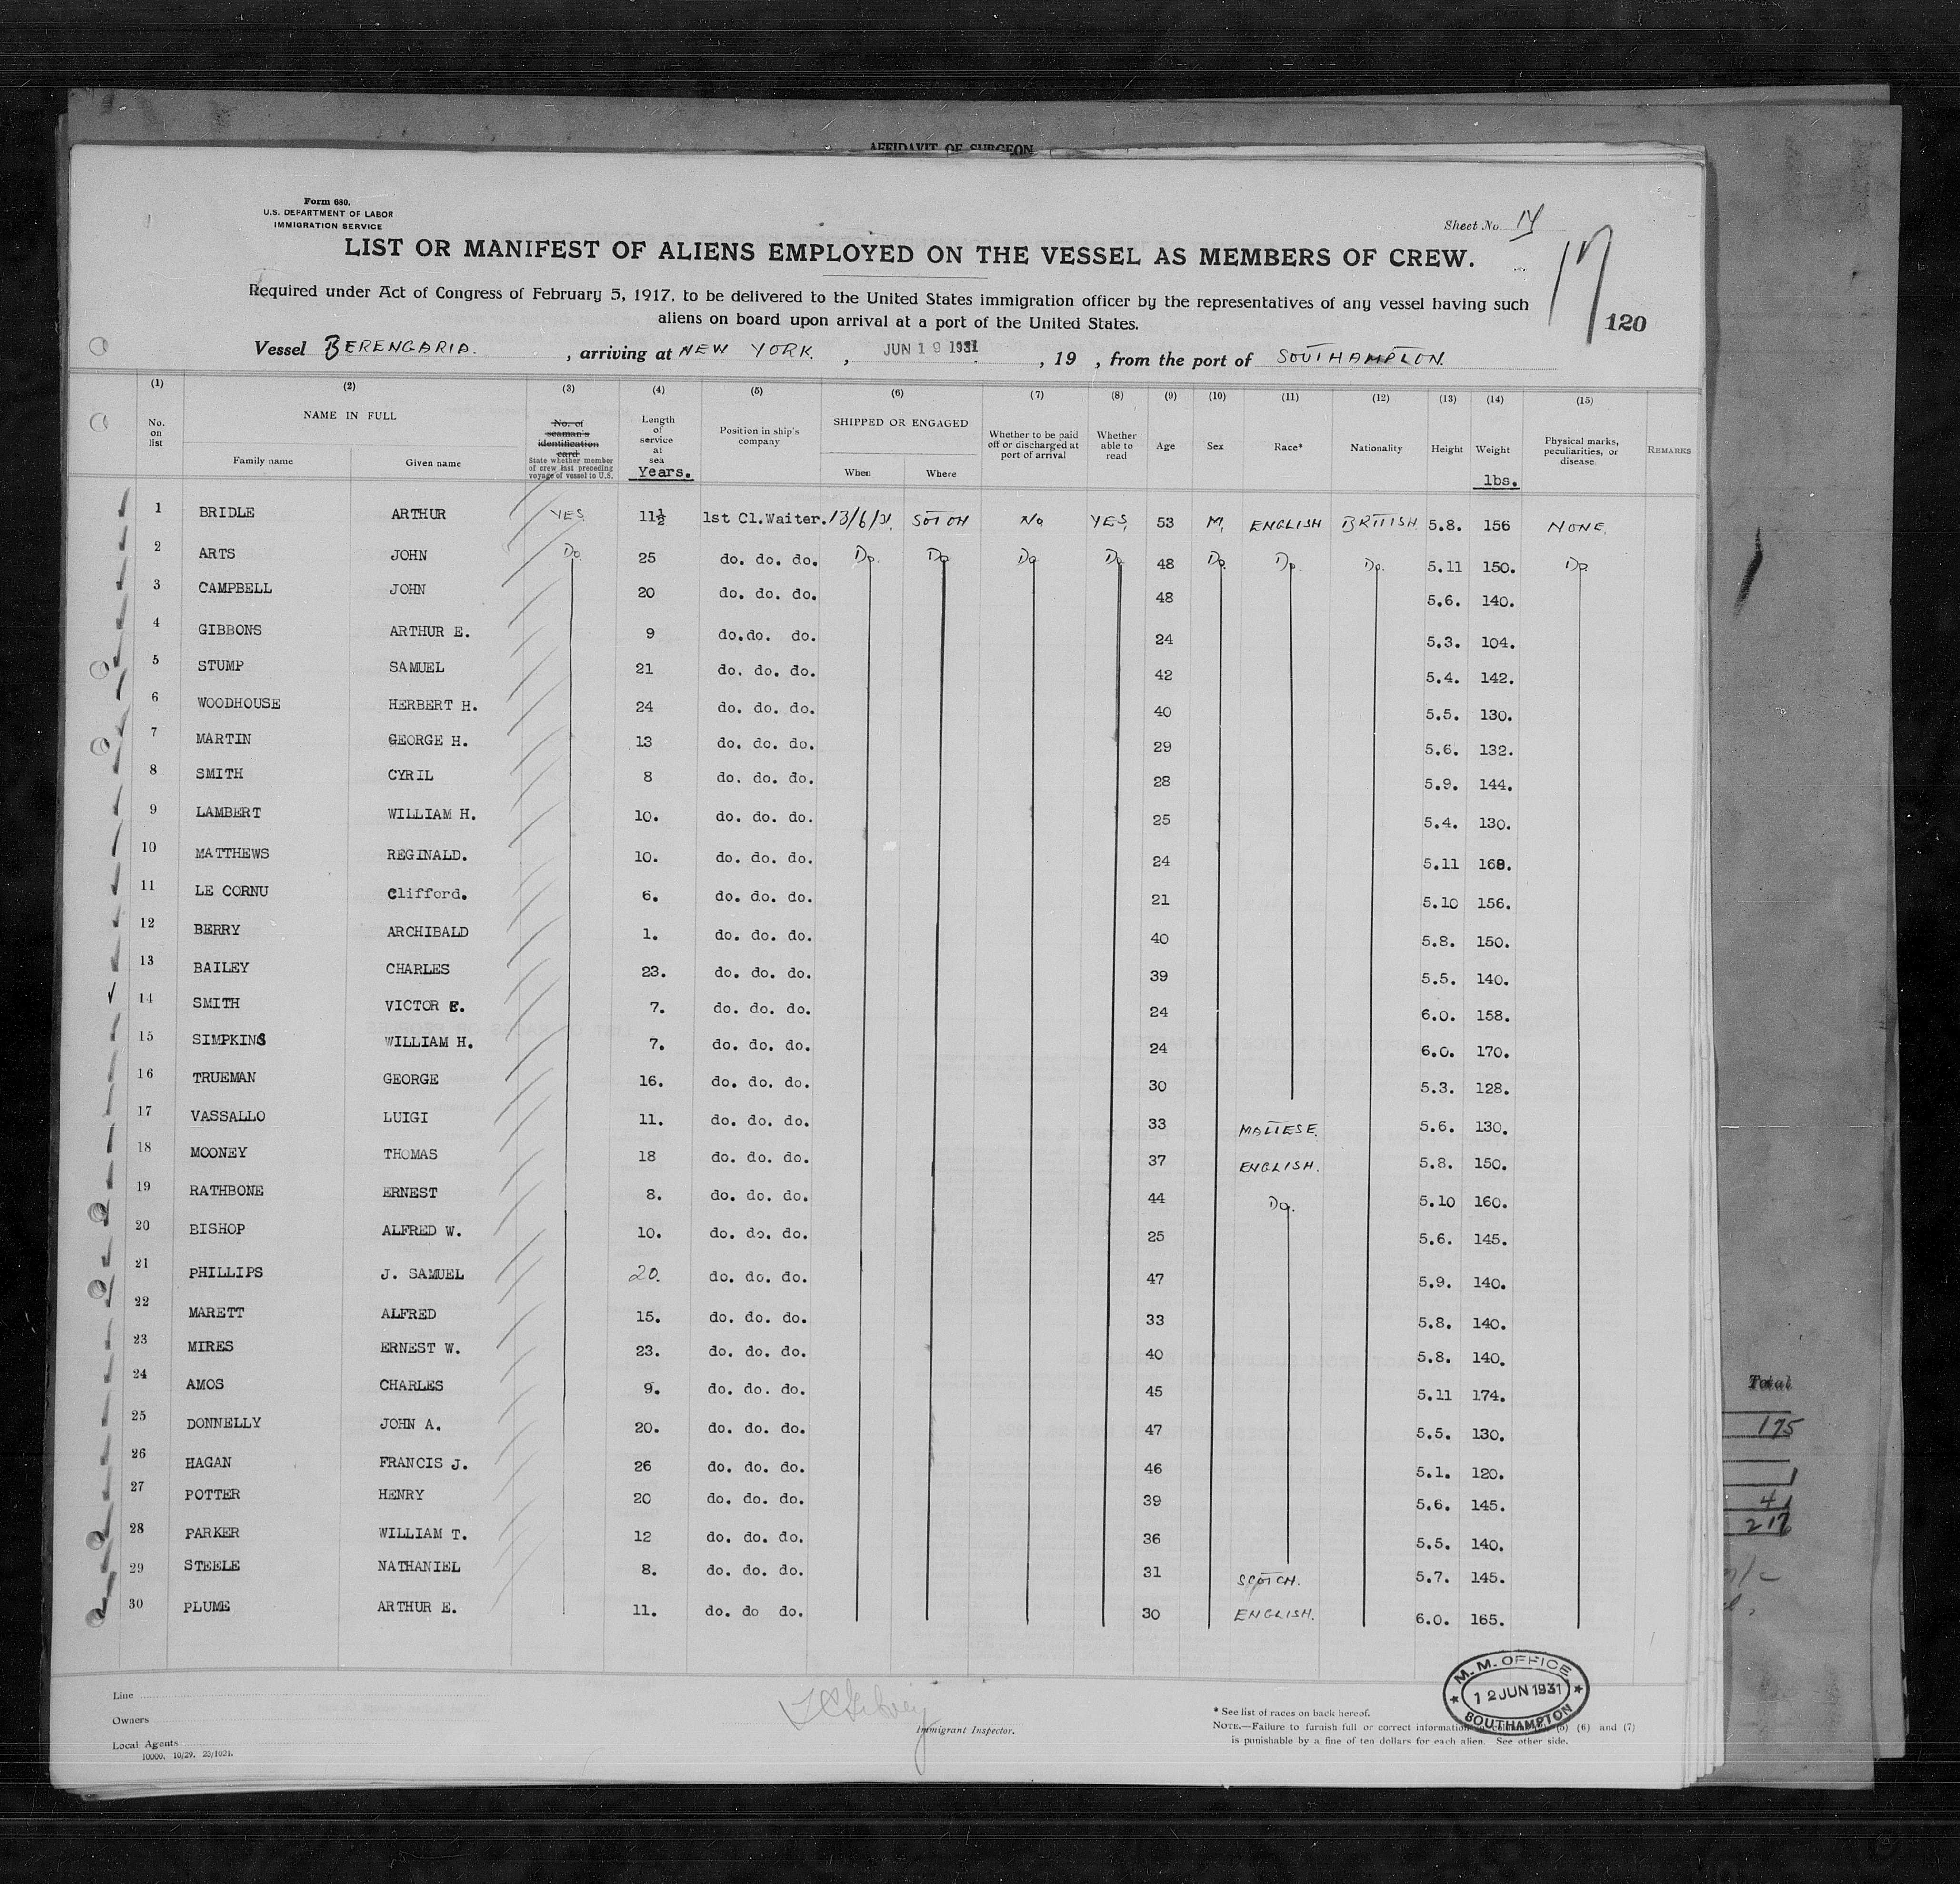 AFFIDAVIT OF SURGEON
Form 680.
U.S. DEPARTMENT OF LABOR
IMMIGRATION SERVICE
Sheet No. 14
LIST OR MANIFEST OF ALIENS EMPLOYED ON THE VESSEL AS MEMBERS OF CREW.
17
Required under Act of Congress of February 5, 1917, to be delivered to the United States immigration officer by the representatives of any vessel having such
aliens on board upon arrival at a port of the United States.
120
Vessel BERENGARIA. , arriving at NEW YORK. , JUN 19 1931 , 19 , from the port of SOUTHAMPTON.
(1) (2) (3) (4) (5) (6) (7) (8) (9) (10) (11) (12) (13) (14) (15)
No. on list NAME IN FULL Family name Given name No. of seaman's identification card State whether member of crew last preceding voyage of vessel to U.S. Length of service at sea Years. Position in ship's company SHIPPED OR ENGAGED When Where Whether to be paid off or discharged at port of arrival Whether able to read Age Sex Race* Nationality Height Weight lbs. Physical marks, peculiarities, or disease REMARKS
1 BRIDLE ARTHUR YES 11½ 1st Cl.Waiter. 13/6/31. SOTON NO YES, 53 M, ENGLISH BRITISH 5.8. 156 NONE.
2 ARTS JOHN Do. 25 do. do. do. Do. Do Do Do 48 Do. Do. Do. 5.11 150. Do.
3 CAMPBELL JOHN 20 do. do. do. 48 5.6. 140.
4 GIBBONS ARTHUR E. 9 do.do. do. 24 5.3. 104.
5 STUMP SAMUEL 21 do. do. do. 42 5.4. 142.
6 WOODHOUSE HERBERT H. 24 do. do. do. 40 5.5. 130.
7 MARTIN GEORGE H. 13 do. do. do. 29 5.6. 132.
8 SMITH CYRIL 8 do. do. do. 28 5.9. 144.
9 LAMBERT WILLIAM H. 10. do. do. do. 25 5.4. 130.
10 MATTHEWS REGINALD. 10. do. do. do. 24 5.11 168.
11 LE CORNU Clifford. 6. do. do. do. 21 5.10 156.
12 BERRY ARCHIBALD 1. do. do. do. 40 5.8. 150.
13 BAILEY CHARLES 23. do. do. do. 39 5.5. 140.
14 SMITH VICTOR E. 7. do. do. do. 24 6.0. 158.
15 SIMPKINS WILLIAM H. 7. do. do. do. 24 6.0. 170.
16 TRUEMAN GEORGE 16. do. do. do. 30 5.3. 128.
17 VASSALLO LUIGI 11. do. do. do. 33 MALTESE. 5.6. 130.
18 MOONEY THOMAS 18 do. do. do. 37 ENGLISH. 5.8. 150.
19 RATHBONE ERNEST 8. do. do. do. 44 Do. 5.10 160.
20 BISHOP ALFRED W. 10. do. do. do. 25 5.6. 145.
21 PHILLIPS J. SAMUEL 20. do. do. do. 47 5.9. 140.
22 MARETT ALFRED 15. do. do. do. 33 5.8. 140.
23 MIRES ERNEST W. 23. do. do. do. 40 5.8. 140.
24 AMOS CHARLES 9. do. do. do. 45 5.11 174.
25 DONNELLY JOHN A. 20. do. do. do. 47 5.5. 130.
26 HAGAN FRANCIS J. 26 do. do. do. 46 5.1. 120.
27 POTTER HENRY 20 do. do. do. 39 5.6. 145.
28 PARKER WILLIAM T. 12 do. do. do. 36 5.5. 140.
29 STEELE NATHANIEL 8. do. do. do. 31 SCOTCH. 5.7. 145.
30 PLUME ARTHUR E. 11. do. do do. 30 ENGLISH. 6.0. 165.
Total
175
1
41
217
M. M. OFFICE
12 JUN 1931
SOUTHAMPTON
Line
Owners
Local Agents
10000. 10/29. 23/1021.
Immigrant Inspector.
* See list of races on back hereof.
NOTE.—Failure to furnish full or correct information (5) (6) and (7)
is punishable by a fine of ten dollars for each alien. See other side.